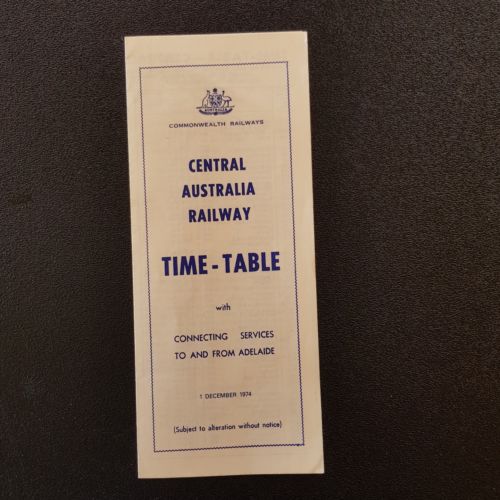 AUSTRALIA
COMMONWEALTH RAILWAYS
CENTRAL
AUSTRALIA
RAILWAY
TIME - TABLE
with
CONNECTING SERVICES
TO AND FROM ADELAIDE
1 DECEMBER 1974
(Subject to alteration without notice)